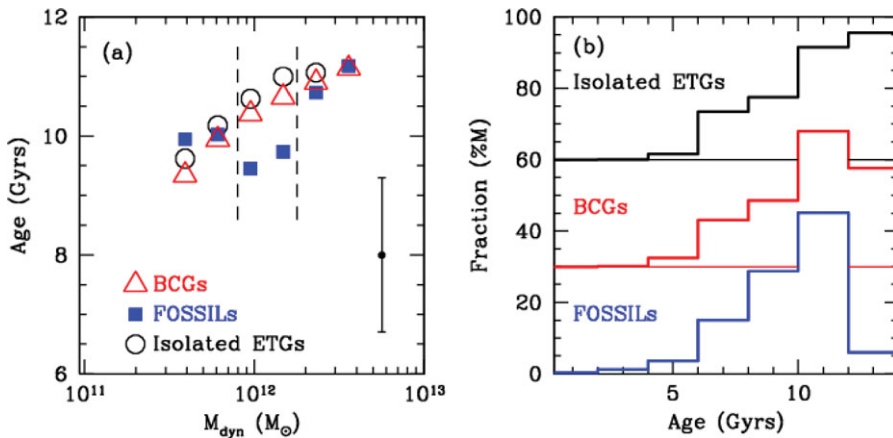 (a)
12
10
8
6
Age (Gyrs)
BCGs
FOSSILs
Isolated ETGs
10¹¹
10¹²
10¹³
M_dyn (M_⊙)
(b)
100%
80
60
40
20
0
Fraction (%M)
Isolated ETGs
BCGs
FOSSILs
5
10
Age (Gyrs)